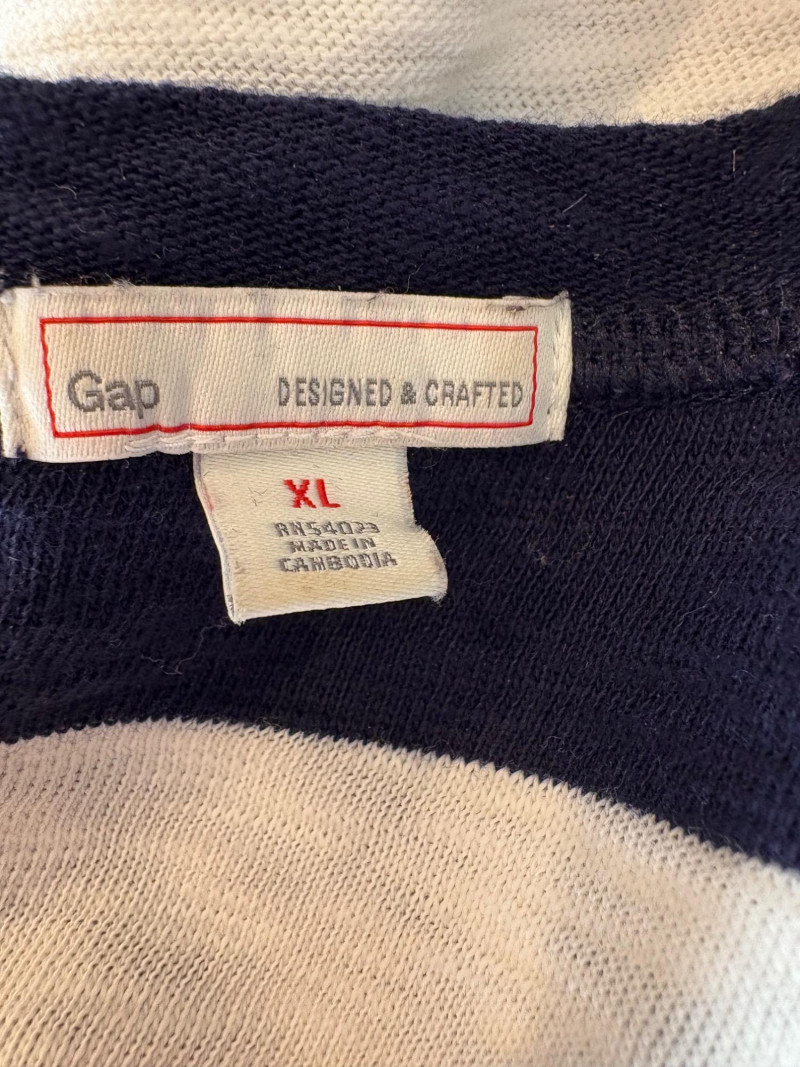 Gap DESIGNED & CRAFTED
XL
RN54023
MADE IN
CAMBODIA